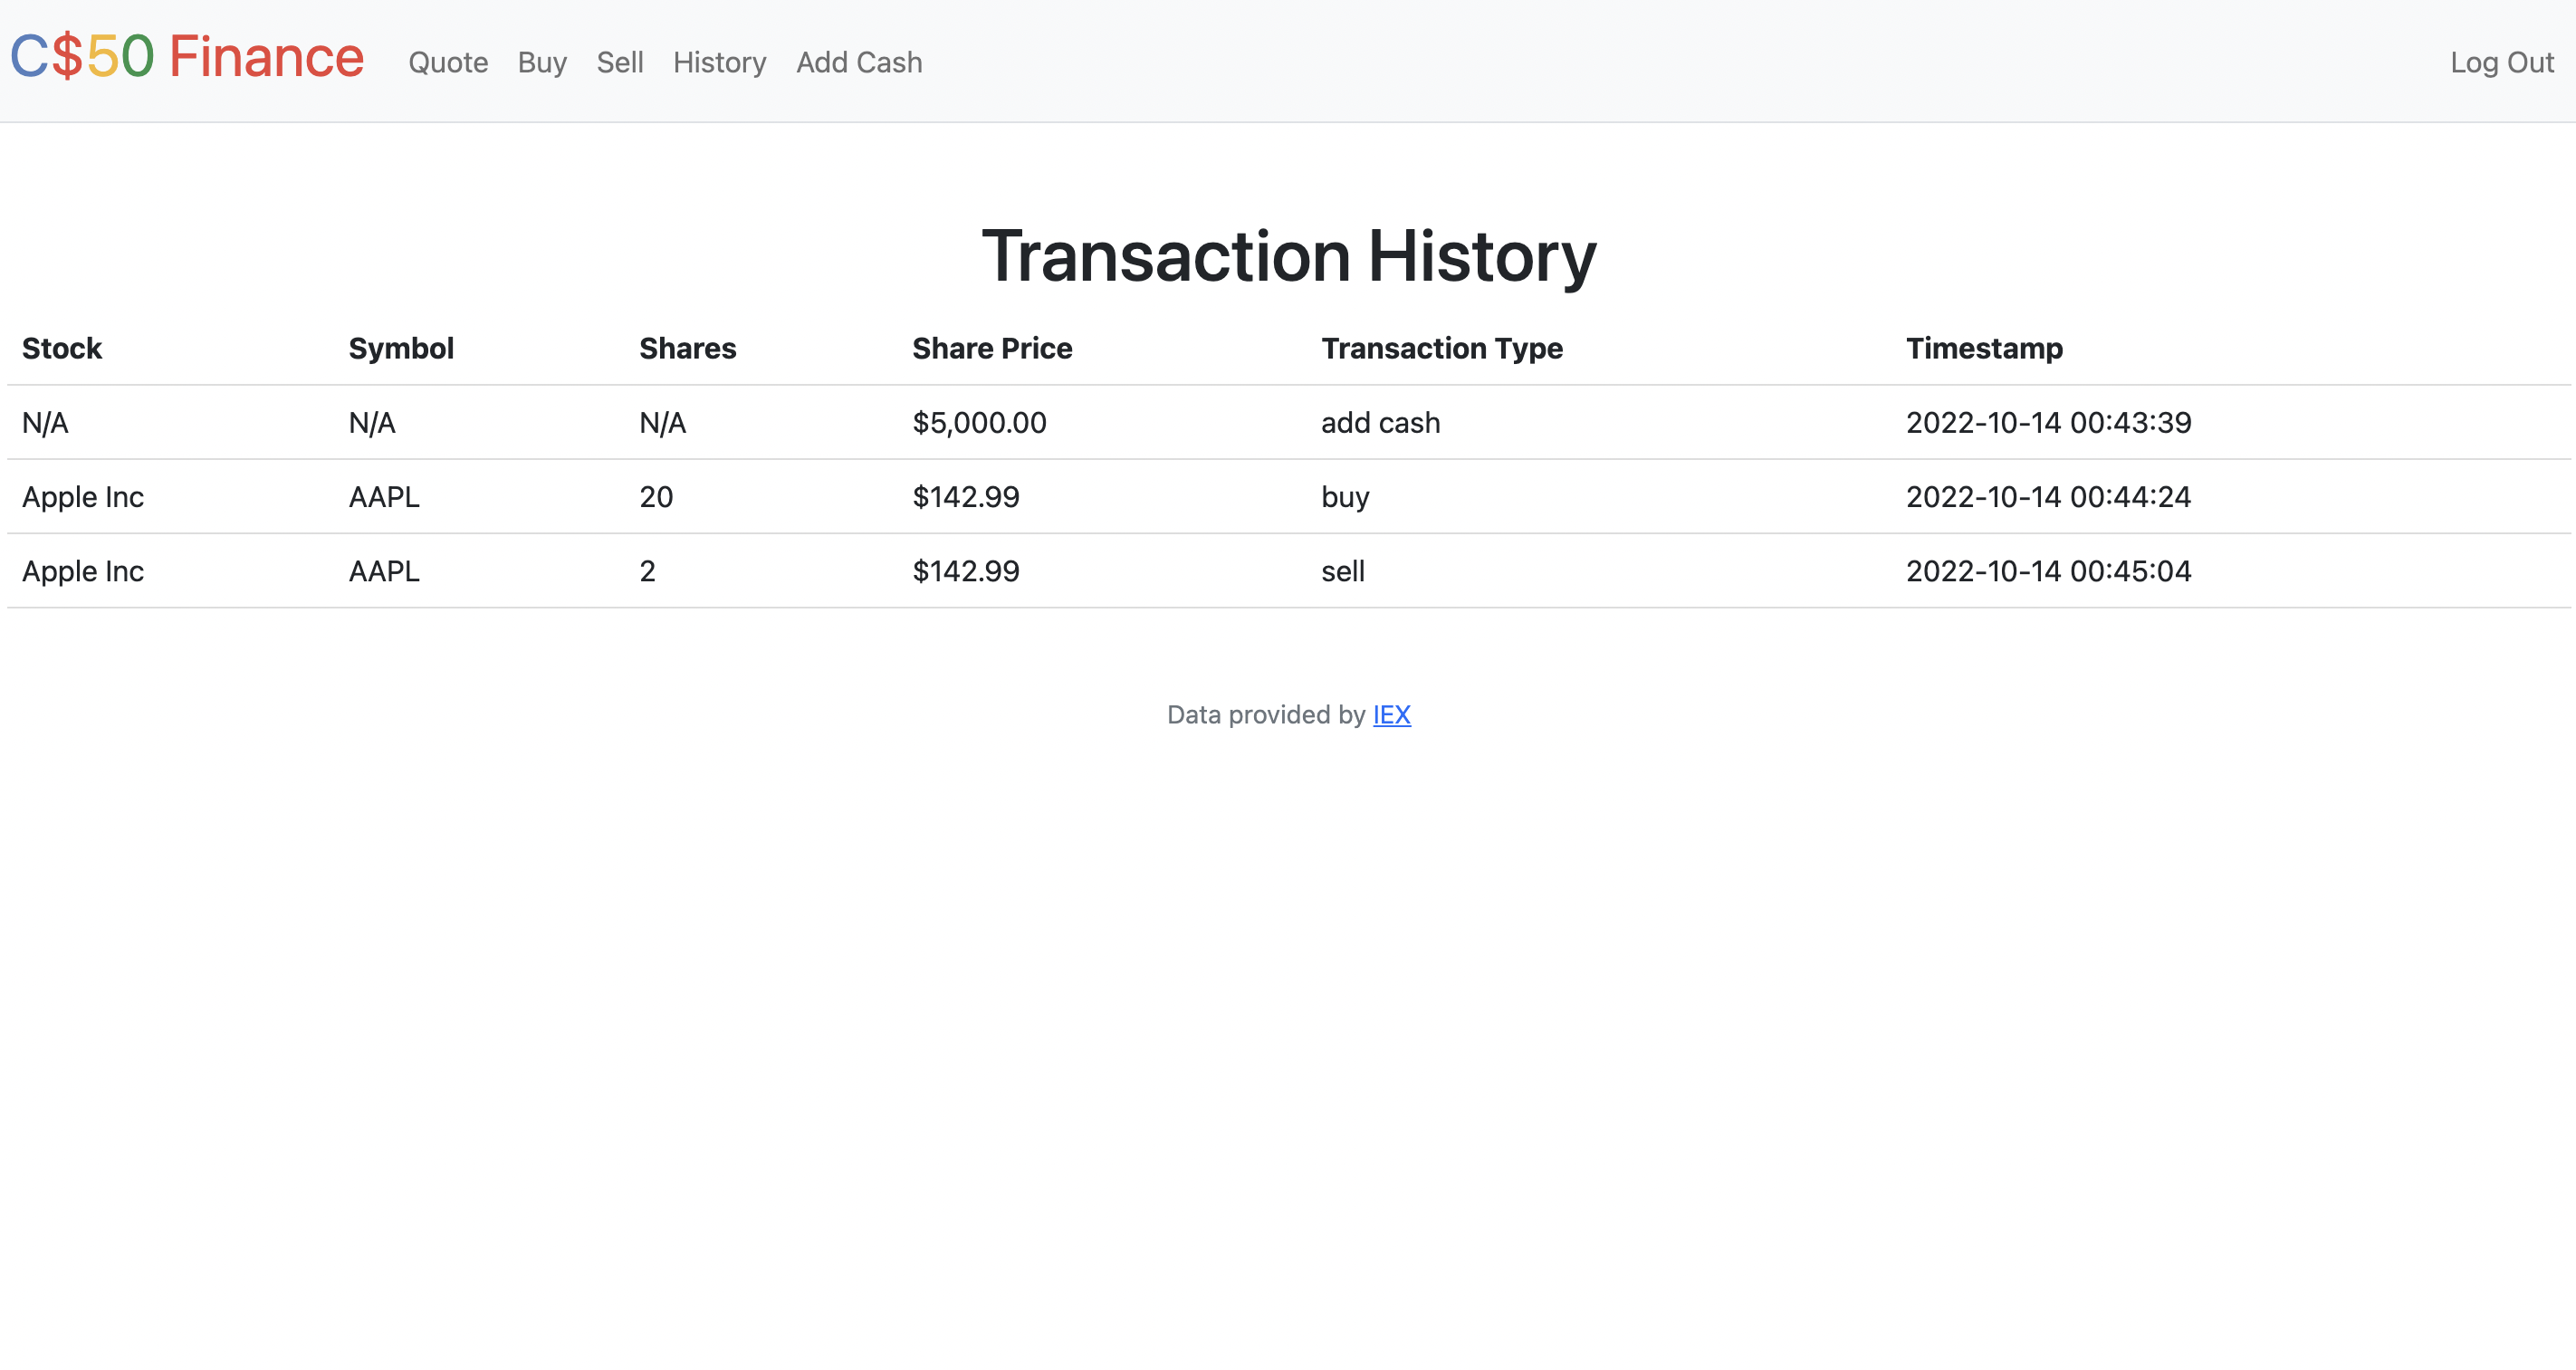 C$50 Finance Quote Buy Sell History Add Cash Log Out
Transaction History
Stock Symbol Shares Share Price Transaction Type Timestamp
N/A N/A N/A $5,000.00 add cash 2022-10-14 00:43:39
Apple Inc AAPL 20 $142.99 buy 2022-10-14 00:44:24
Apple Inc AAPL 2 $142.99 sell 2022-10-14 00:45:04
Data provided by IEX